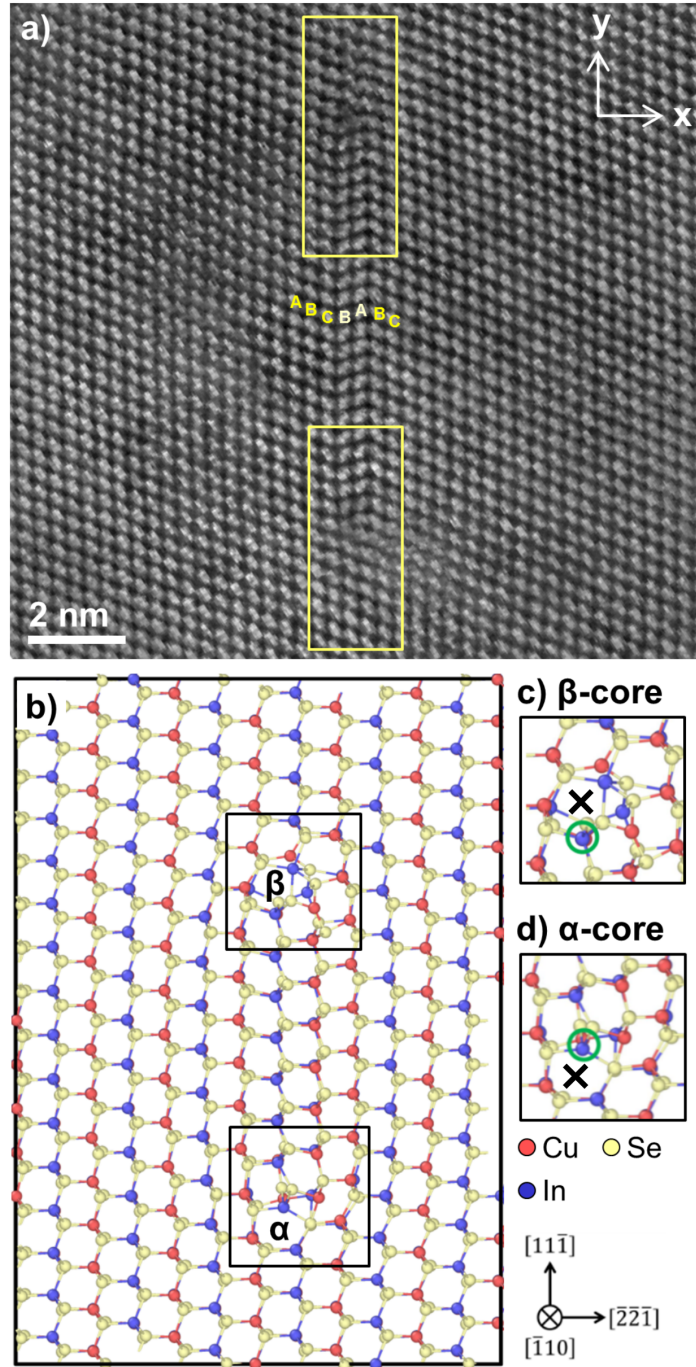 a)
y
x
A B C B A B C
2 nm
b)
β
α
c) β-core
d) α-core
Cu Se
In
[111̅]
[2̅2̅1̅]
[1̅10]